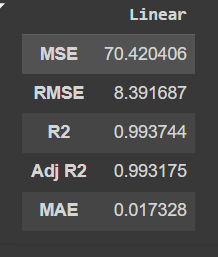 Linear
MSE 70.420406
RMSE 8.391687
R2 0.993744
Adj R2 0.993175
MAE 0.017328